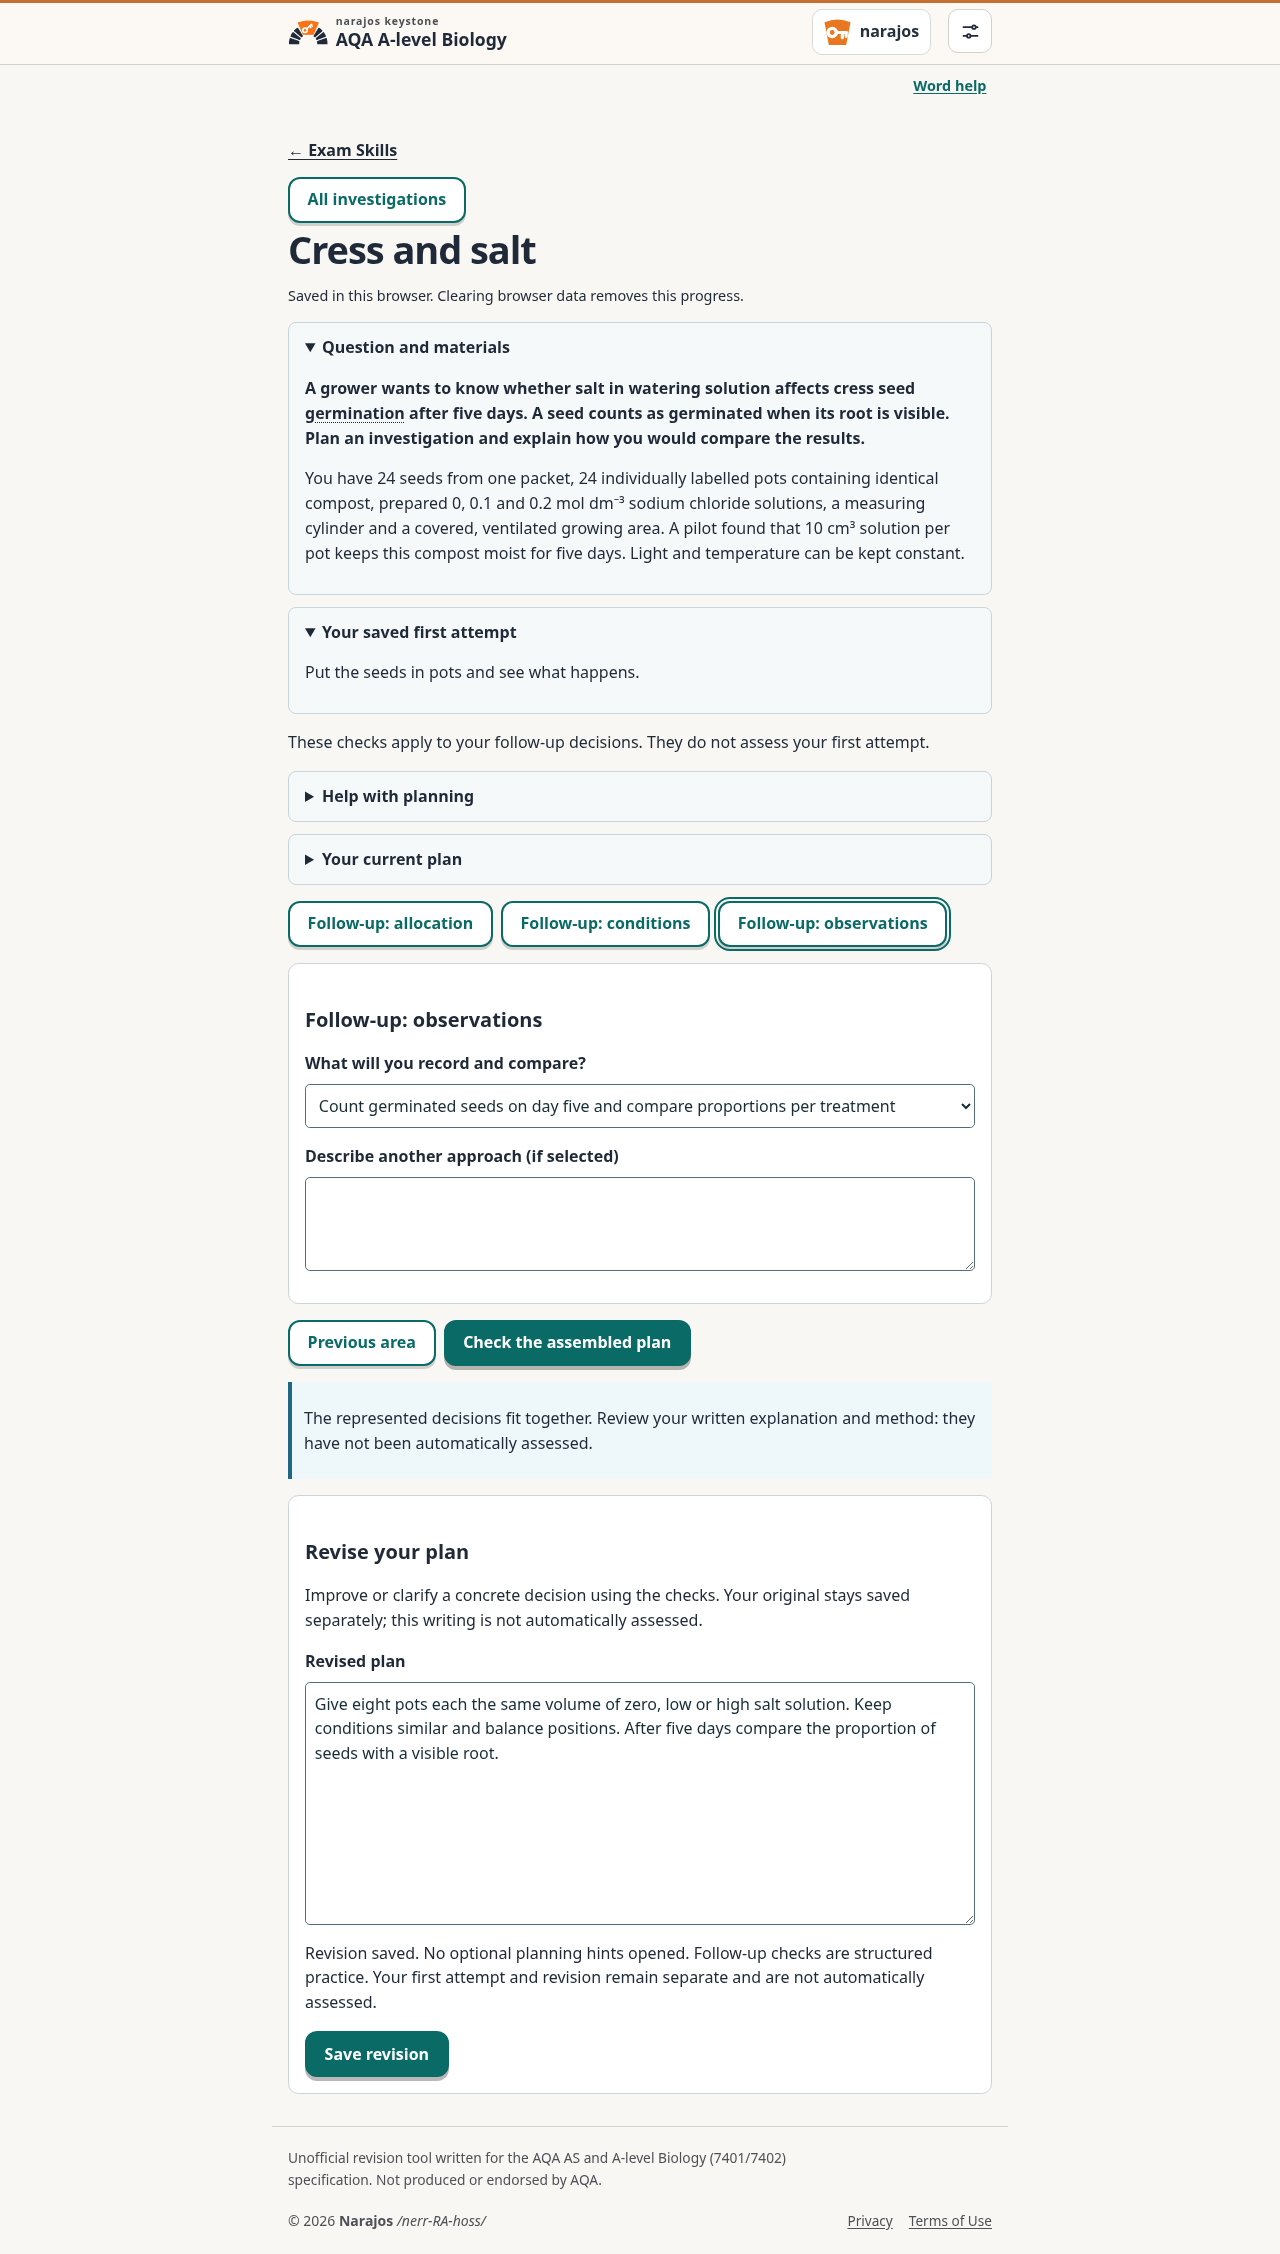 narajos keystone
AQA A-level Biology
narajos
Word help
← Exam Skills
All investigations
Cress and salt
Saved in this browser. Clearing browser data removes this progress.
▼ Question and materials
A grower wants to know whether salt in watering solution affects cress seed
germination after five days. A seed counts as germinated when its root is visible.
Plan an investigation and explain how you would compare the results.
You have 24 seeds from one packet, 24 individually labelled pots containing identical
compost, prepared 0, 0.1 and 0.2 mol dm⁻³ sodium chloride solutions, a measuring
cylinder and a covered, ventilated growing area. A pilot found that 10 cm³ solution per
pot keeps this compost moist for five days. Light and temperature can be kept constant.
▼ Your saved first attempt
Put the seeds in pots and see what happens.
These checks apply to your follow-up decisions. They do not assess your first attempt.
▶ Help with planning
▶ Your current plan
Follow-up: allocation
Follow-up: conditions
Follow-up: observations
Follow-up: observations
What will you record and compare?
Count germinated seeds on day five and compare proportions per treatment
Describe another approach (if selected)
Previous area
Check the assembled plan
The represented decisions fit together. Review your written explanation and method: they
have not been automatically assessed.
Revise your plan
Improve or clarify a concrete decision using the checks. Your original stays saved
separately; this writing is not automatically assessed.
Revised plan
Give eight pots each the same volume of zero, low or high salt solution. Keep
conditions similar and balance positions. After five days compare the proportion of
seeds with a visible root.
Revision saved. No optional planning hints opened. Follow-up checks are structured
practice. Your first attempt and revision remain separate and are not automatically
assessed.
Save revision
Unofficial revision tool written for the AQA AS and A-level Biology (7401/7402)
specification. Not produced or endorsed by AQA.
© 2026 Narajos /nerr-RA-hoss/
Privacy
Terms of Use